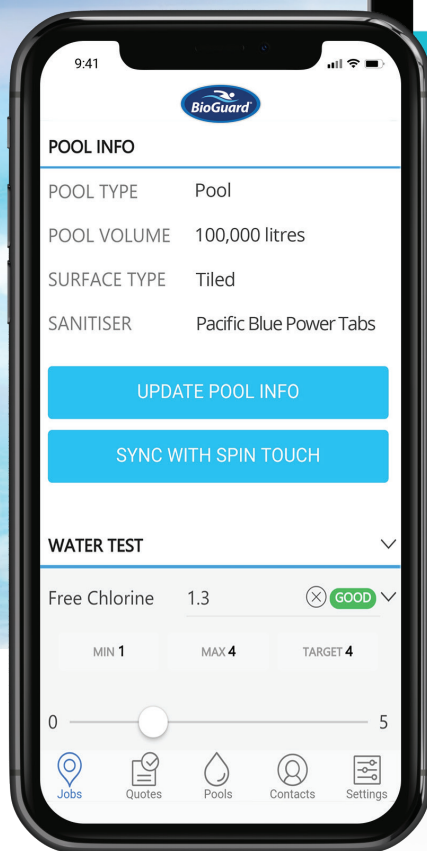 9:41
BioGuard
POOL INFO
POOL TYPE Pool
POOL VOLUME 100,000 litres
SURFACE TYPE Tiled
SANITISER Pacific Blue Power Tabs
UPDATE POOL INFO
SYNC WITH SPIN TOUCH
WATER TEST
Free Chlorine 1.3 GOOD
MIN 1 MAX 4 TARGET 4
0 5
Jobs Quotes Pools Contacts Settings